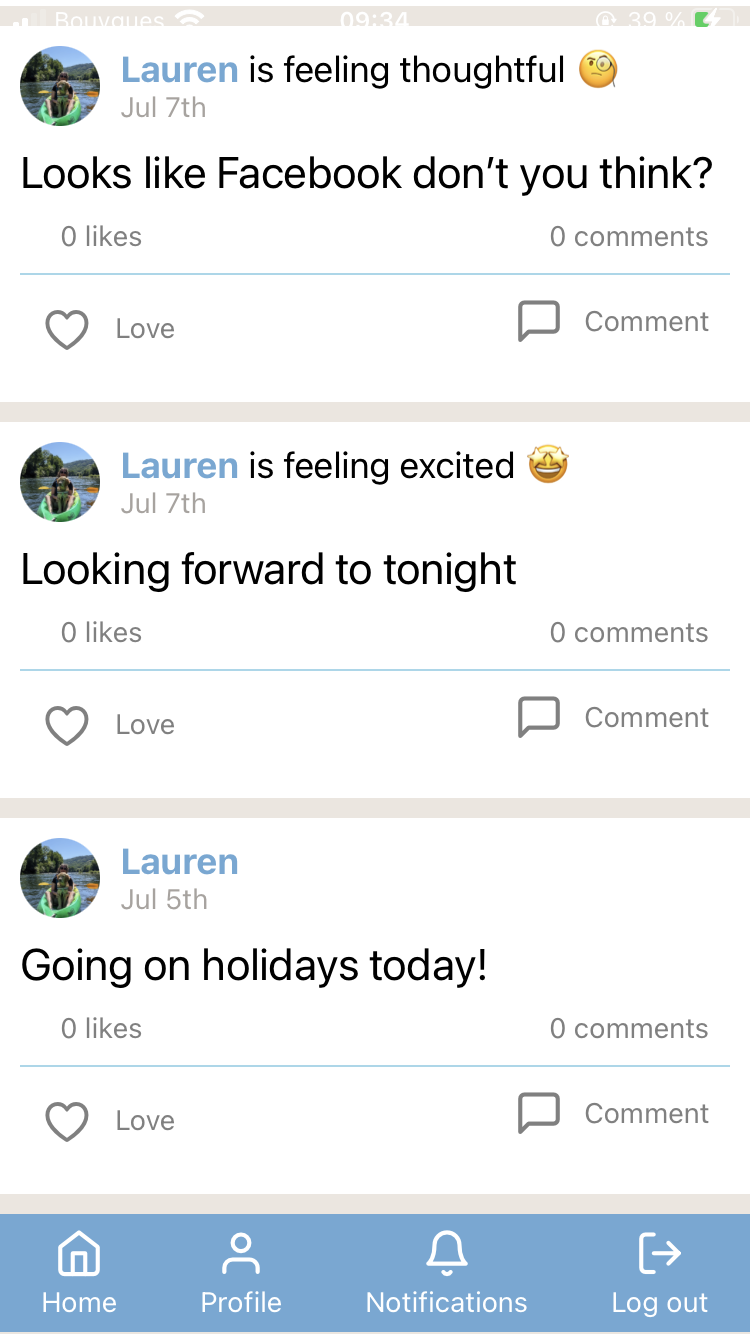 Bouygues 09:34 39 %
Lauren is feeling thoughtful 🧐
Jul 7th
Looks like Facebook don’t you think?
0 likes 0 comments
Love Comment
Lauren is feeling excited 🤩
Jul 7th
Looking forward to tonight
0 likes 0 comments
Love Comment
Lauren
Jul 5th
Going on holidays today!
0 likes 0 comments
Love Comment
Home Profile Notifications Log out